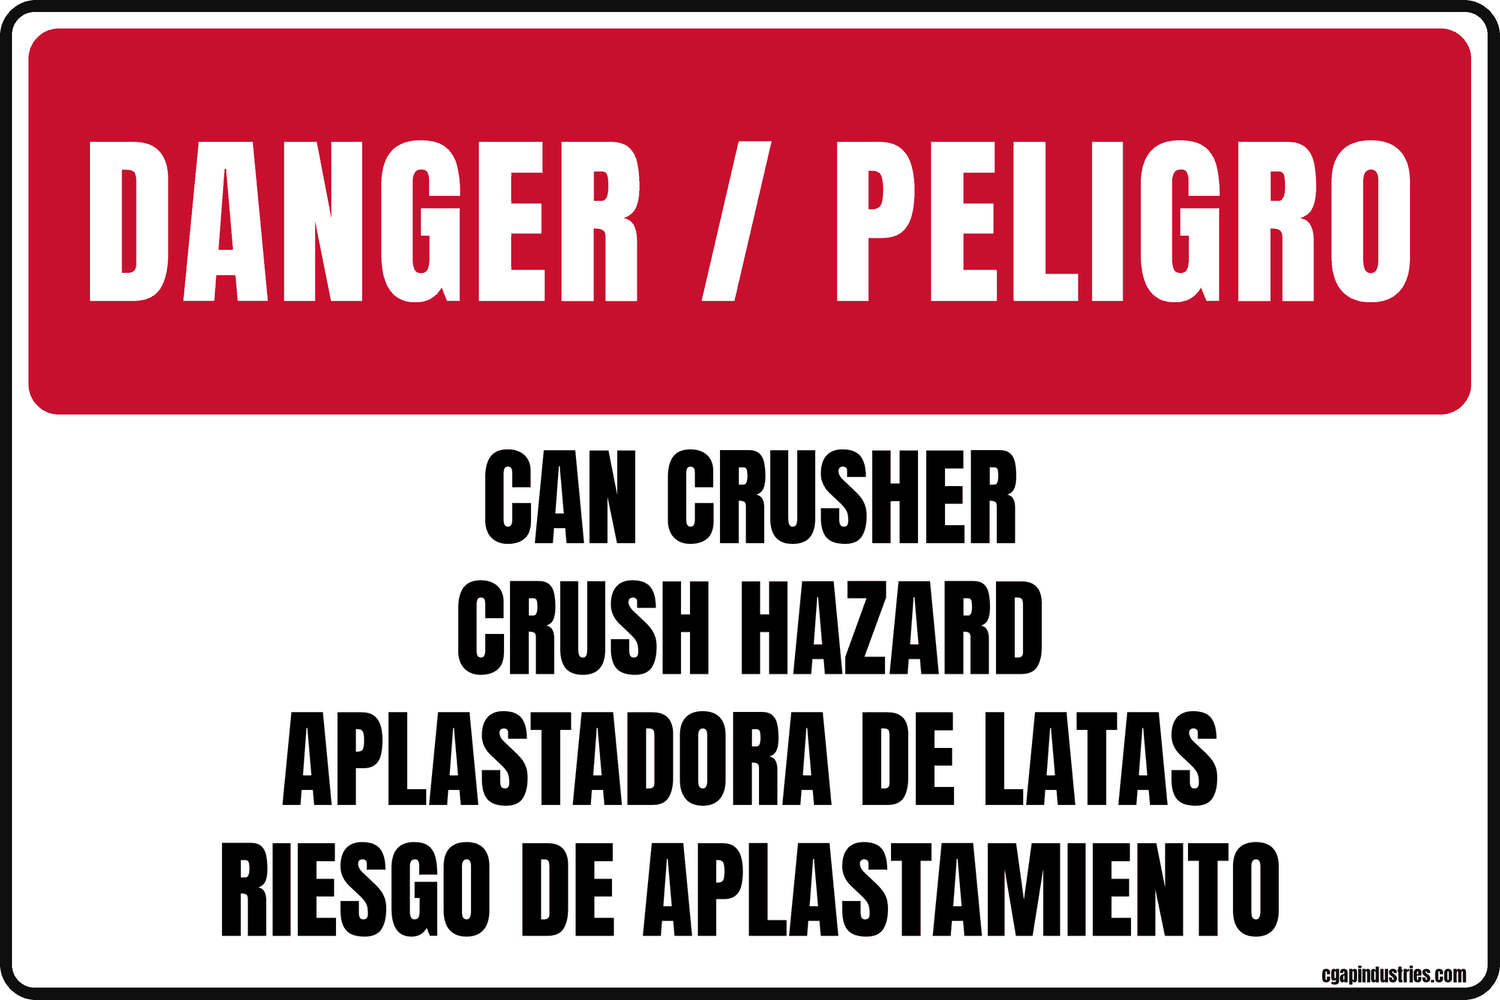 DANGER / PELIGRO
CAN CRUSHER
CRUSH HAZARD
APLASTADORA DE LATAS
RIESGO DE APLASTAMIENTO
cgapindustries.com